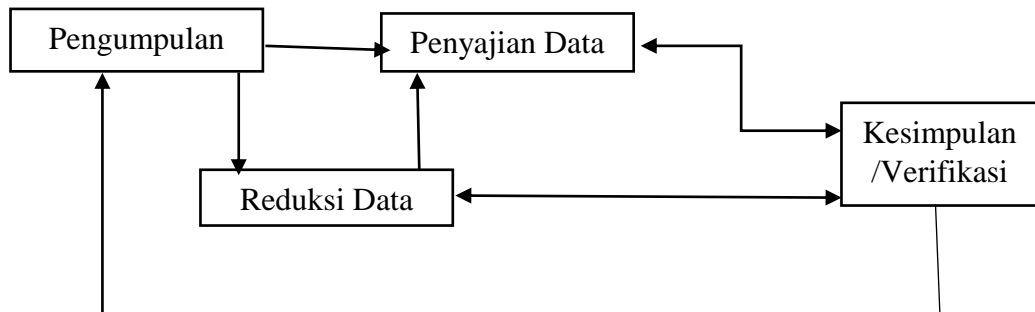 Pengumpulan
Penyajian Data
Kesimpulan
/Verifikasi
Reduksi Data